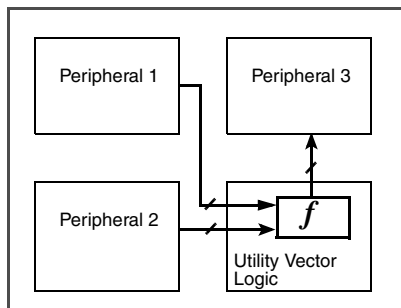 Peripheral 1
Peripheral 3
Peripheral 2
f
Utility Vector
Logic